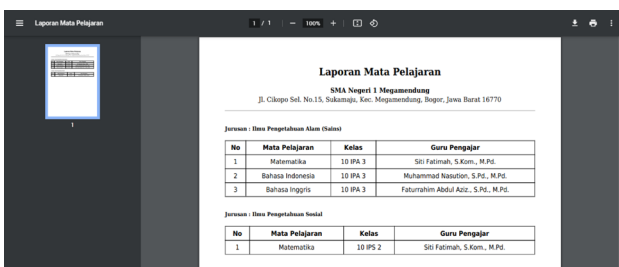 Laporan Mata Pelajaran
1 / 1 − 100% +
1
Laporan Mata Pelajaran
SMA Negeri 1 Megamendung
Jl. Cikopo Sel. No.15, Sukamaju, Kec. Megamendung, Bogor, Jawa Barat 16770
Jurusan : Ilmu Pengetahuan Alam (Sains)
No Mata Pelajaran Kelas Guru Pengajar
1 Matematika 10 IPA 3 Siti Fatimah, S.Kom., M.Pd.
2 Bahasa Indonesia 10 IPA 3 Muhammad Nasution, S.Pd., M.Pd.
3 Bahasa Inggris 10 IPA 3 Faturrahim Abdul Aziz., S.Pd., M.Pd.
Jurusan : Ilmu Pengetahuan Sosial
No Mata Pelajaran Kelas Guru Pengajar
1 Matematika 10 IPS 2 Siti Fatimah, S.Kom., M.Pd.